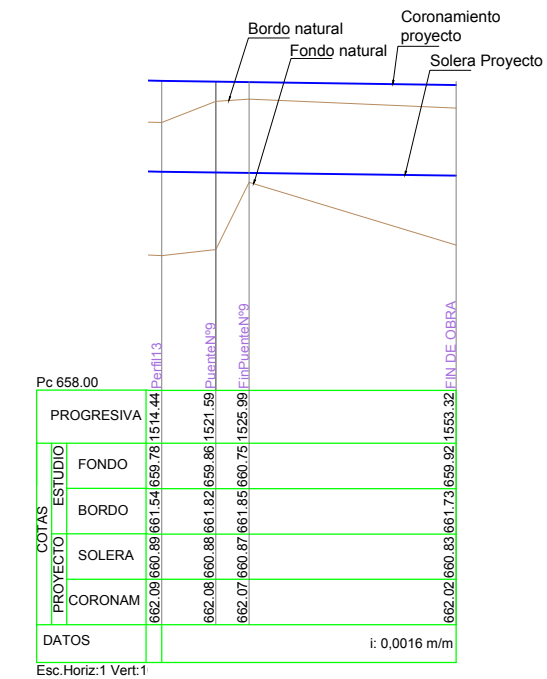 Coronamiento
proyecto
Bordo natural
Fondo natural
Solera Proyecto
Perfil13
PuenteNº9
FinPuenteNº9
FIN DE OBRA
Pc 658.00
PROGRESIVA 1514.44 1521.59 1525.99 1553.32
COTAS
ESTUDIO
FONDO 659.78 659.86 660.75 659.92
BORDO 661.54 661.82 661.85 661.73
PROYECTO
SOLERA 660.89 660.88 660.87 660.83
CORONAM 662.09 662.08 662.07 662.02
DATOS i: 0,0016 m/m
Esc.Horiz:1 Vert:1